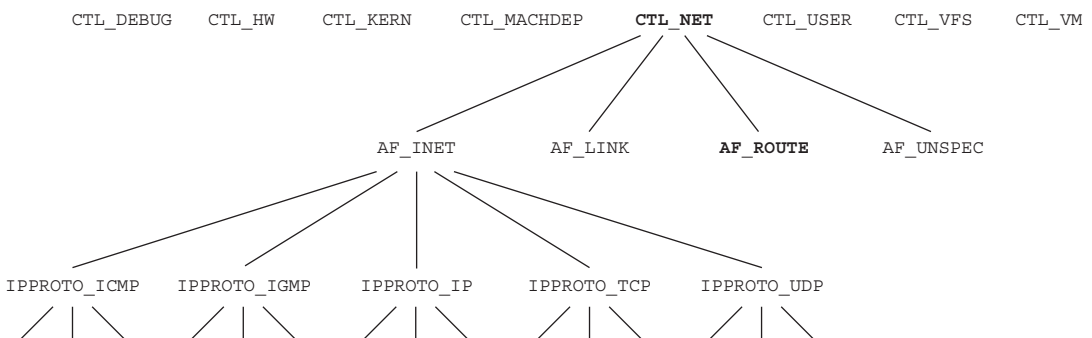 CTL_DEBUG CTL_HW CTL_KERN CTL_MACHDEP CTL_NET CTL_USER CTL_VFS CTL_VM
AF_INET AF_LINK AF_ROUTE AF_UNSPEC
IPPROTO_ICMP IPPROTO_IGMP IPPROTO_IP IPPROTO_TCP IPPROTO_UDP